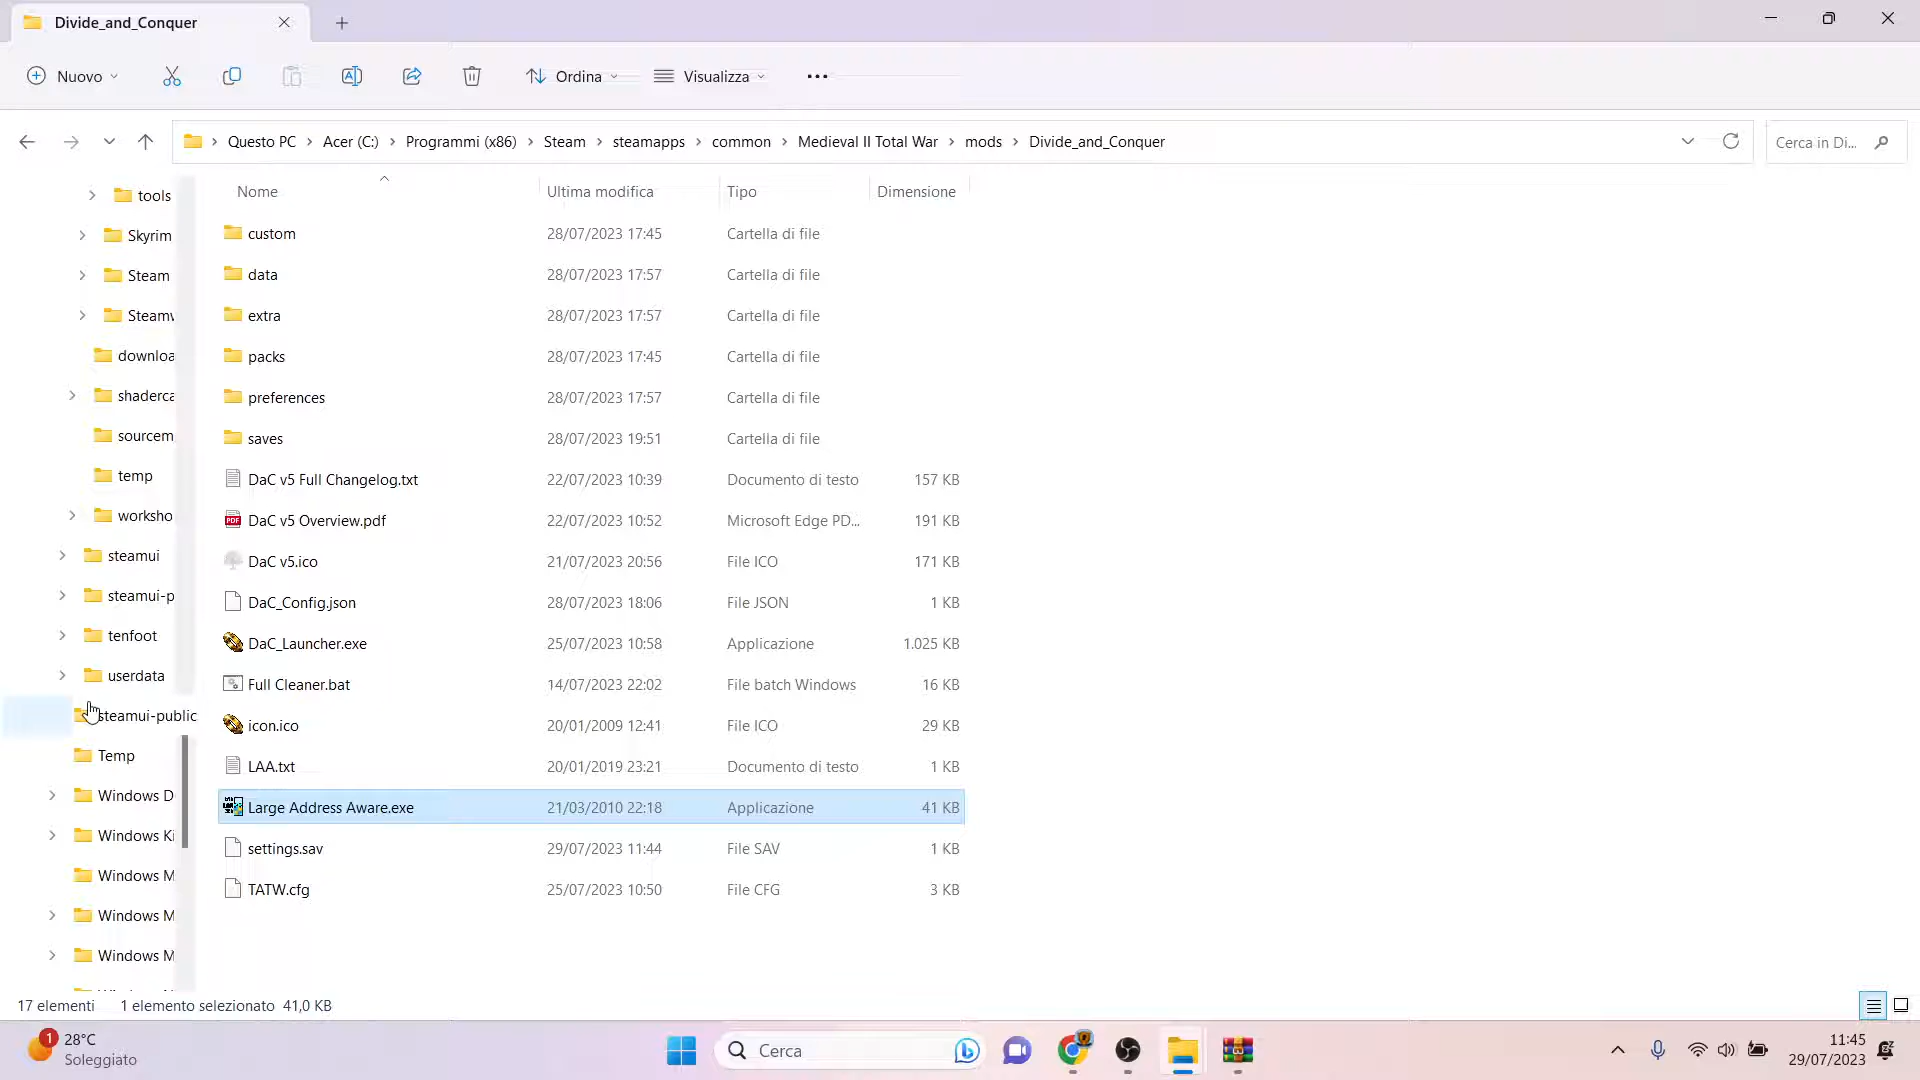 Divide_and_Conquer
Nuovo
Ordina
Visualizza
Questo PC
Acer (C:)
Programmi (x86)
Steam
steamapps
common
Medieval II Total War
mods
Divide_and_Conquer
Cerca in Di...
tools
Skyrim
Steam
Steamw
downloa
shaderca
sourcem
temp
worksho
steamui
steamui-p
tenfoot
userdata
steamui-public
Temp
Windows D
Windows Ki
Windows M
Windows M
Windows M
Nome Ultima modifica Tipo Dimensione
custom 28/07/2023 17:45 Cartella di file
data 28/07/2023 17:57 Cartella di file
extra 28/07/2023 17:57 Cartella di file
packs 28/07/2023 17:45 Cartella di file
preferences 28/07/2023 17:57 Cartella di file
saves 28/07/2023 19:51 Cartella di file
DaC v5 Full Changelog.txt 22/07/2023 10:39 Documento di testo 157 KB
DaC v5 Overview.pdf 22/07/2023 10:52 Microsoft Edge PD... 191 KB
DaC v5.ico 21/07/2023 20:56 File ICO 171 KB
DaC_Config.json 28/07/2023 18:06 File JSON 1 KB
DaC_Launcher.exe 25/07/2023 10:58 Applicazione 1.025 KB
Full Cleaner.bat 14/07/2023 22:02 File batch Windows 16 KB
icon.ico 20/01/2009 12:41 File ICO 29 KB
LAA.txt 20/01/2019 23:21 Documento di testo 1 KB
Large Address Aware.exe 21/03/2010 22:18 Applicazione 41 KB
settings.sav 29/07/2023 11:44 File SAV 1 KB
TATW.cfg 25/07/2023 10:50 File CFG 3 KB
17 elementi 1 elemento selezionato 41,0 KB
1
28°C
Soleggiato
Cerca
11:45
29/07/2023